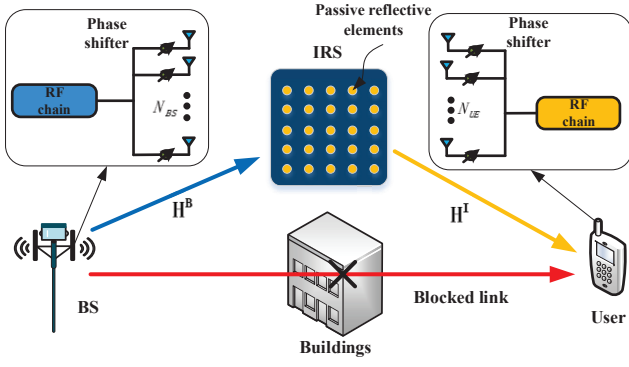 Passive reflective
elements
Phase
shifter
RF
chain
N_BS
IRS
Phase
shifter
N_UE
RF
chain
H^B
H^I
BS
Blocked link
User
Buildings